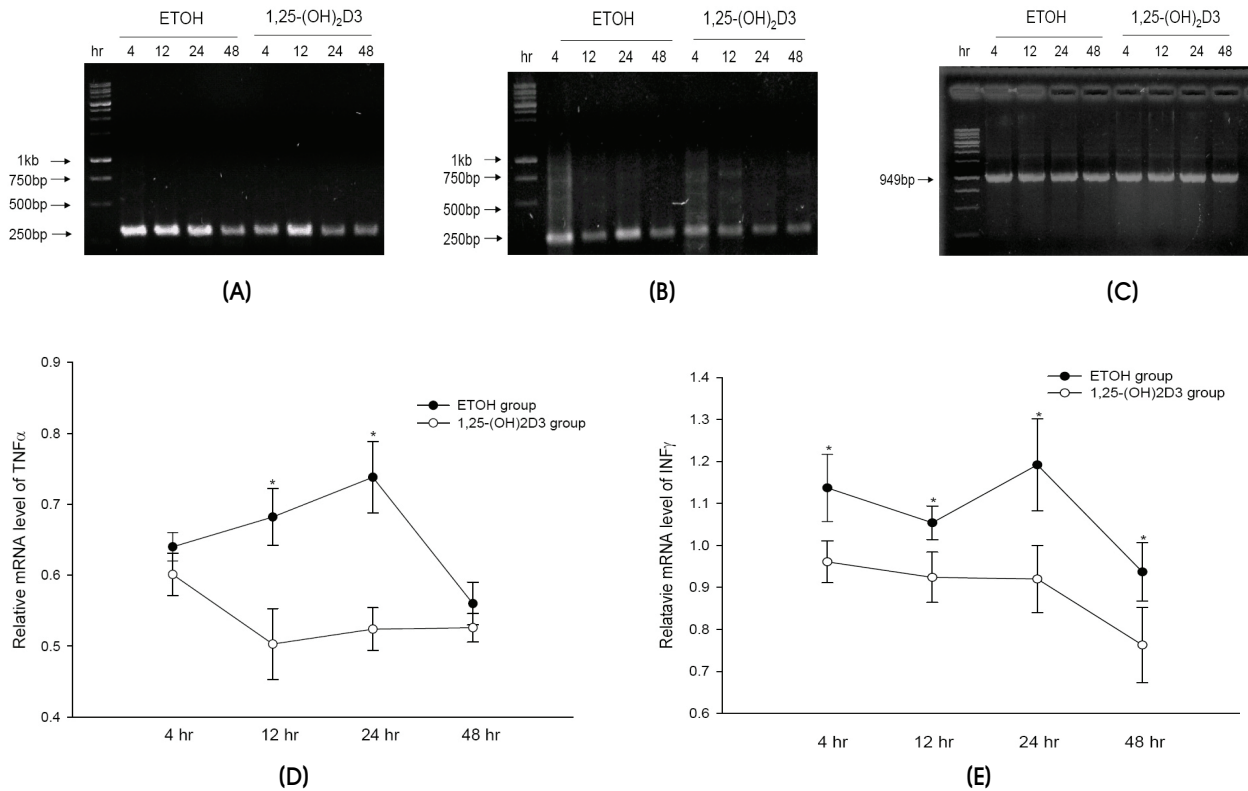 ETOH 1,25-(OH)2D3
hr 4 12 24 48 4 12 24 48
1kb
750bp
500bp
250bp
(A)
ETOH 1,25-(OH)2D3
hr 4 12 24 48 4 12 24 48
1kb
750bp
500bp
250bp
(B)
ETOH 1,25-(OH)2D3
hr 4 12 24 48 4 12 24 48
949bp
(C)
Relative mRNA level of TNFα
0.9
0.8
0.7
0.6
0.5
0.4
ETOH group
1,25-(OH)2D3 group
*
*
4 hr 12 hr 24 hr 48 hr
(D)
Relatavie mRNA level of INFγ
1.4
1.3
1.2
1.1
1.0
0.9
0.8
0.7
0.6
ETOH group
1,25-(OH)2D3 group
*
*
*
*
4 hr 12 hr 24 hr 48 hr
(E)